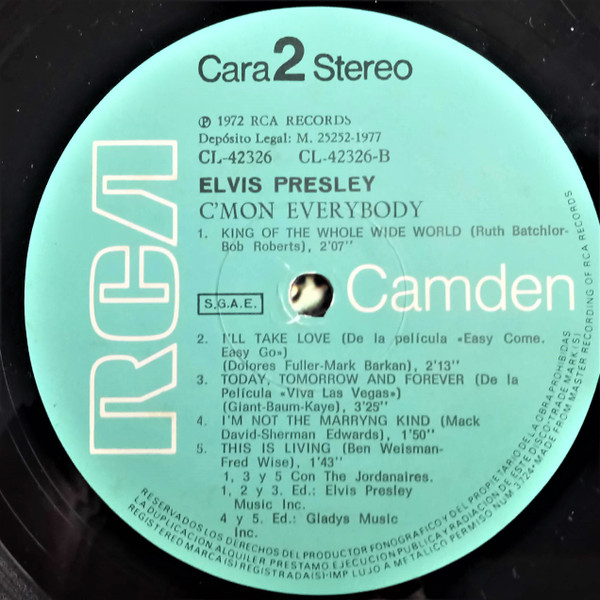 Cara 2 Stereo
℗ 1972 RCA RECORDS
Depósito Legal: M. 25252-1977
CL-42326 CL-42326-B
ELVIS PRESLEY
C'MON EVERYBODY
1. KING OF THE WHOLE WIDE WORLD (Ruth Batchlor-
Bob Roberts), 2'07''
RCA
S.G.A.E.
Camden
2. I'LL TAKE LOVE (De la película «Easy Come.
Easy Go»)
(Dolores Fuller-Mark Barkan), 2'13''
3. TODAY, TOMORROW AND FOREVER (De la
Película «Viva Las Vegas»)
(Giant-Baum-Kaye), 3'25''
4. I'M NOT THE MARRYNG KIND (Mack
David-Sherman Edwards), 1'50''
5. THIS IS LIVING (Ben Weisman-
Fred Wise), 1'43''
1, 3 y 5 Con The Jordanaires.
1, 2 y 3. Ed.: Elvis Presley
Music Inc.
4 y 5. Ed.: Gladys Music
Inc.
RESERVADOS LOS DERECHOS DEL PRODUCTOR FONOGRAFICO Y DEL PROPIETARIO DE LA OBRA PROHIBIDAS
LA DUPLICACION ALQUILER PRESTAMO. EJECUCION PUBLICA Y RADIACION DE ESTE DISCO-TRADE MARK(S)
REGISTERED MARCA(S) REGISTRADA(S)-IMP LUJO A METALICO PERMISO NUM 3724-MADE FROM MASTER RECORDING OF RCA RECORDS